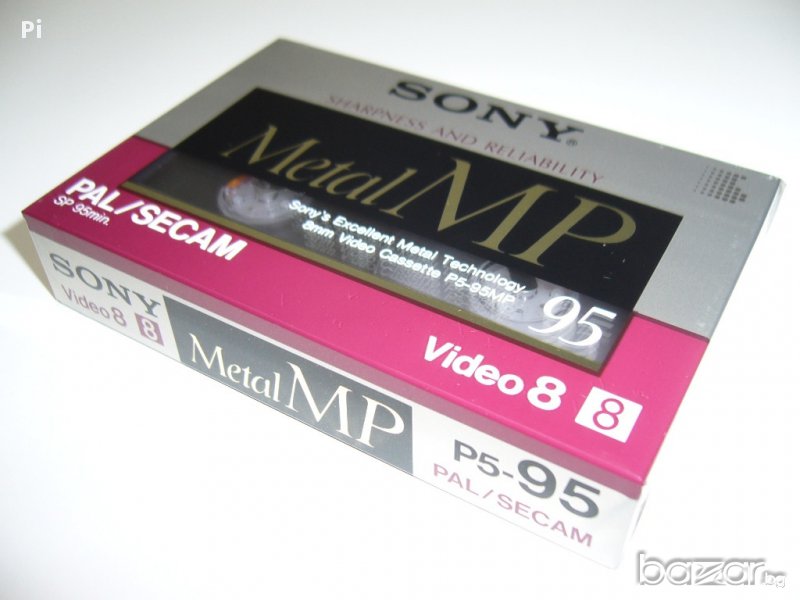 Pi
SONY®
SHARPNESS AND RELIABILITY
Metal MP
Sony's Excellent Metal Technology
8mm Video Cassette P5-95MP
95
PAL/SECAM
SP 95min.
Video 8 8
SONY
Video 8 8
Metal MP
P5-95
PAL/SECAM
bazar.bg